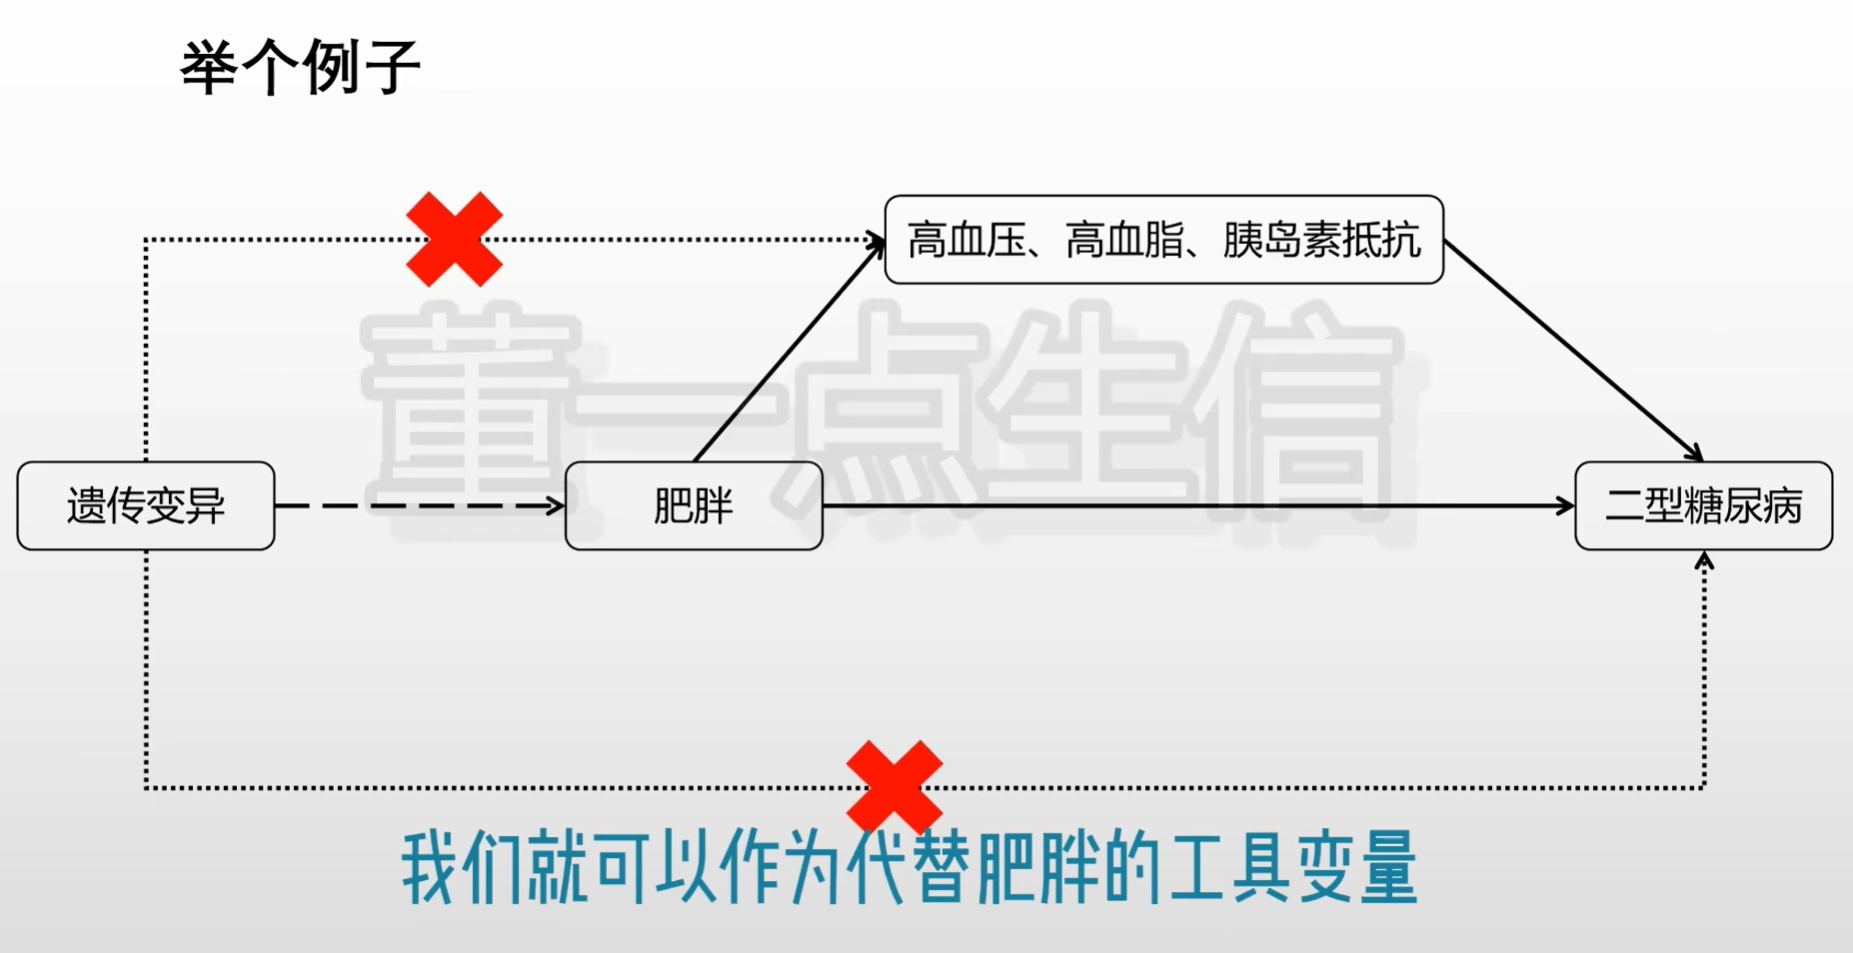 举个例子
高血压、高血脂、胰岛素抵抗
董一点生信
遗传变异
肥胖
二型糖尿病
我们就可以作为代替肥胖的工具变量